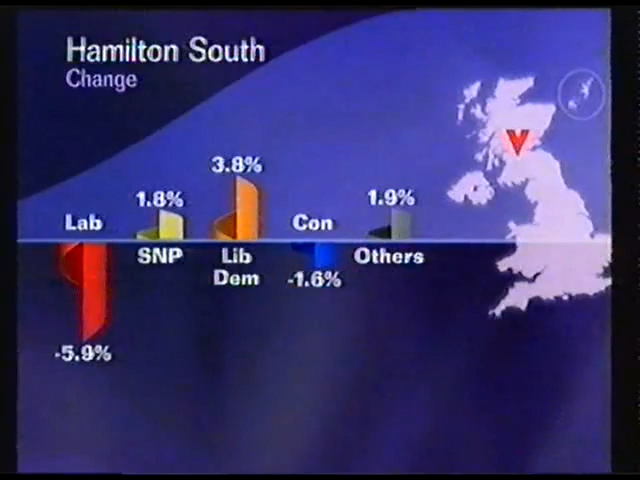 Hamilton South
Change
3.8%
1.8%
1.9%
Lab
Con
SNP
Lib
Dem
Others
-1.6%
-5.9%